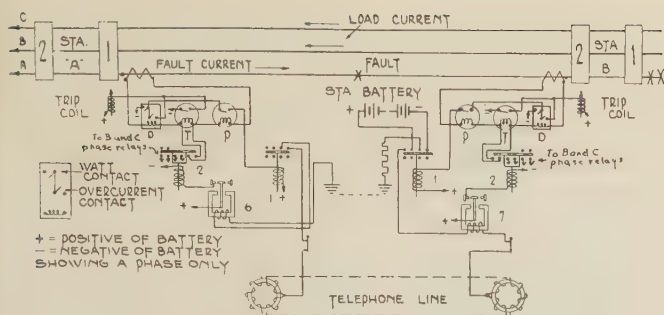 C
LOAD CURRENT
B
2
STA.
"A"
1
2
STA
1
A
FAULT CURRENT
FAULT
B
STA BATTERY
+
-
TRIP
COIL
+
D
T
P
P
T
D
TRIP
COIL
+
To B and C
phase relays
-
2
WATT
CONTACT
OVERCURRENT
CONTACT
+
6
1
+
1
+
2
-
To B and C
phase relays
+
7
+ = POSITIVE OF BATTERY
- = NEGATIVE OF BATTERY
SHOWING A PHASE ONLY
TELEPHONE LINE